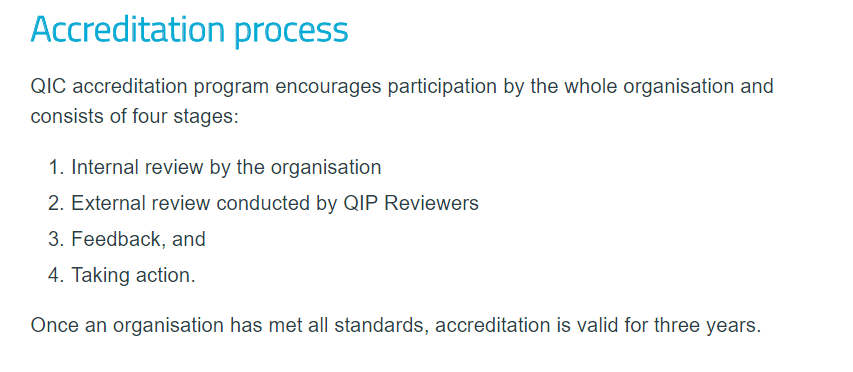 Accreditation process
QIC accreditation program encourages participation by the whole organisation and
consists of four stages:
1. Internal review by the organisation
2. External review conducted by QIP Reviewers
3. Feedback, and
4. Taking action.
Once an organisation has met all standards, accreditation is valid for three years.